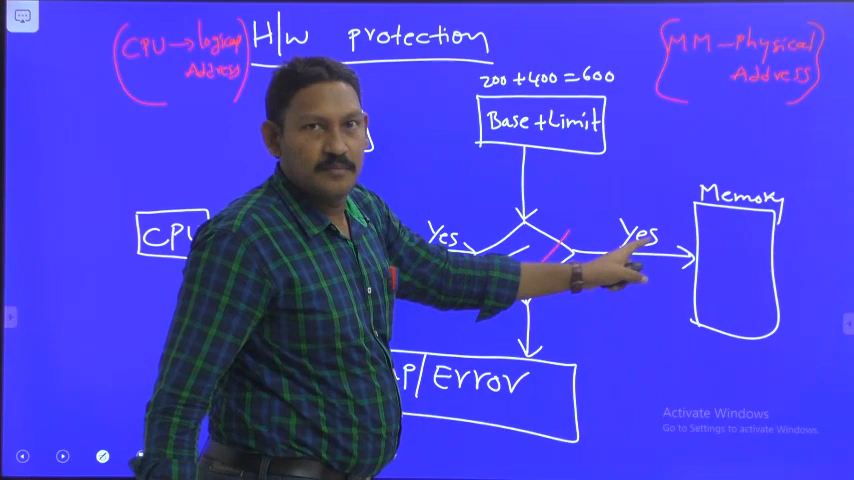 H/W protection
(CPU → logical
Address)
{MM - Physical
Address}
200 + 400 = 600
Base + Limit
Memory
CPU
Yes
Yes
/Error
Activate Windows
Go to Settings to activate Windows.